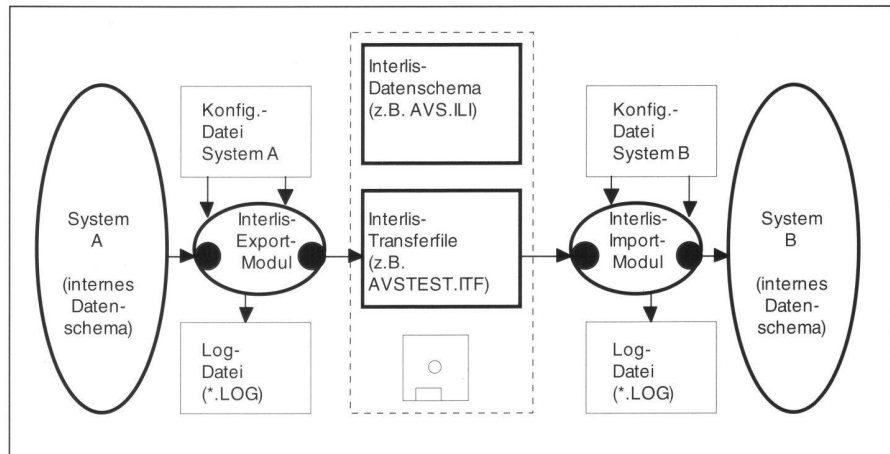 System
A
(internes
Daten-
schema)
Konfig.-
Datei
System A
Interlis-
Export-
Modul
Log-
Datei
(*.LOG)
Interlis-
Datenschema
(z.B. AVS.ILI)
Interlis-
Transferfile
(z.B.
AVSTEST.ITF)
Konfig.-
Datei
System B
Interlis-
Import-
Modul
Log-
Datei
(*.LOG)
System
B
(internes
Daten-
schema)